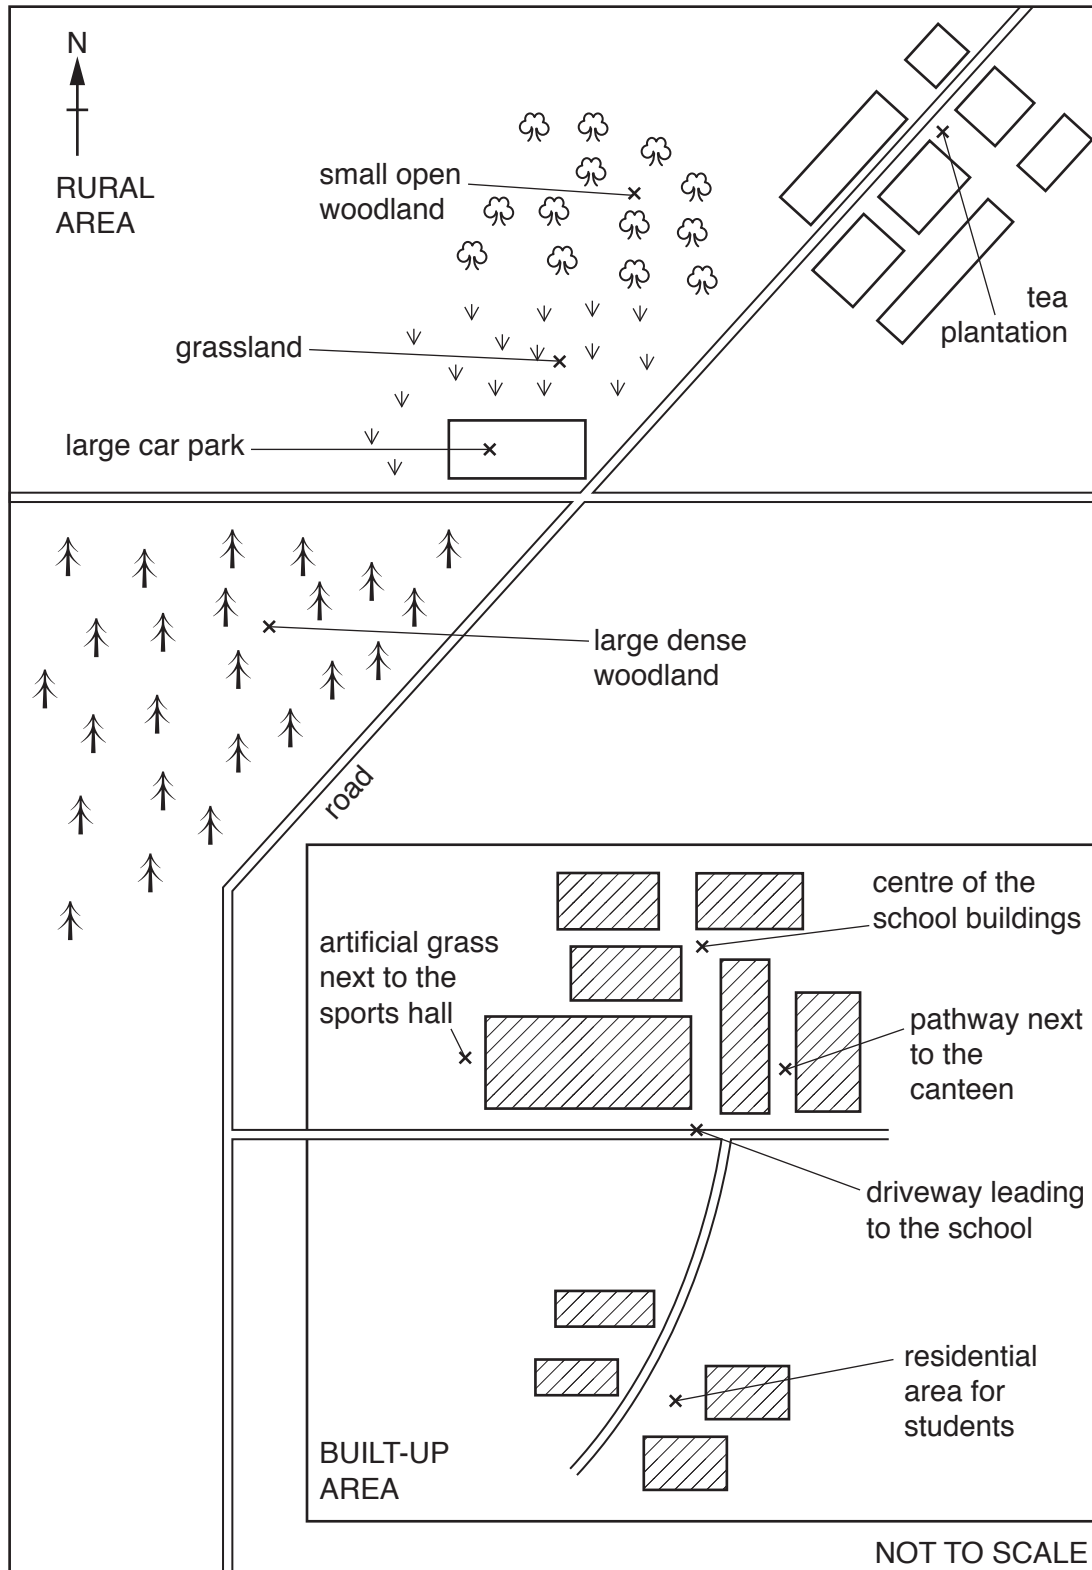 N
RURAL
AREA
small open
woodland
tea
plantation
grassland
large car park
large dense
woodland
road
centre of the
school buildings
artificial grass
next to the
sports hall
pathway next
to the
canteen
driveway leading
to the school
residential
area for
students
BUILT-UP
AREA
NOT TO SCALE